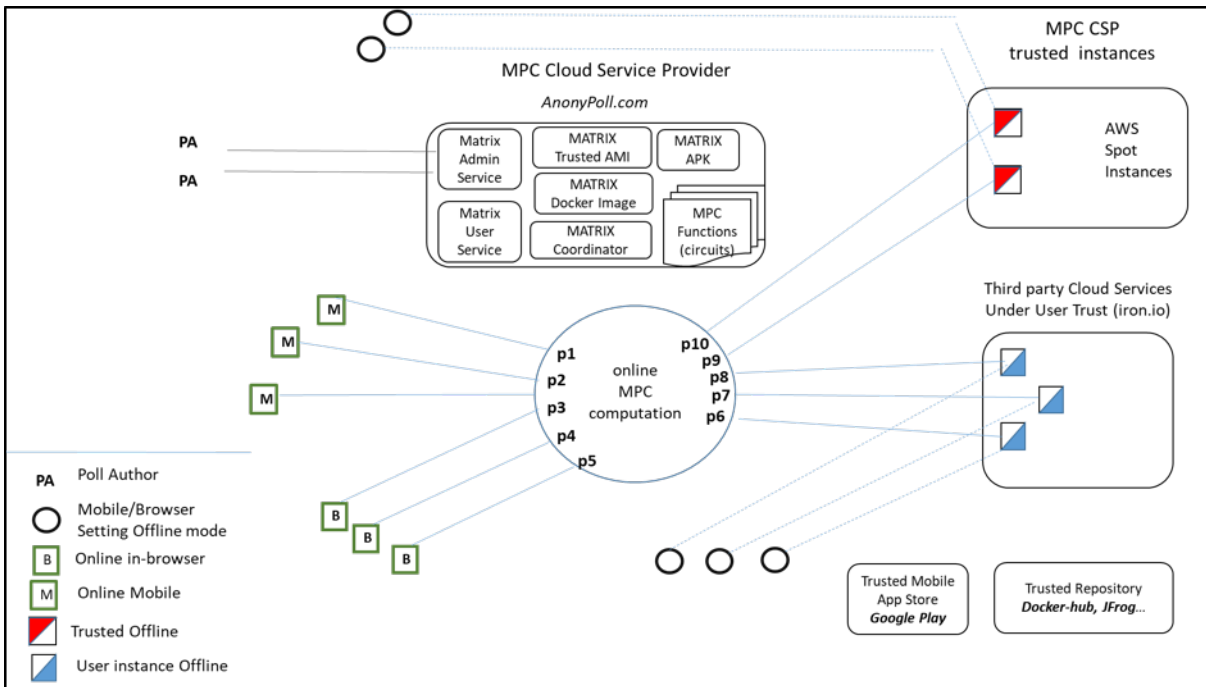 MPC CSP
trusted instances
MPC Cloud Service Provider
AnonyPoll.com
PA
PA
Matrix
Admin
Service
MATRIX
Trusted AMI
MATRIX
APK
MATRIX
Docker Image
Matrix
User
Service
MATRIX
Coordinator
MPC
Functions
(circuits)
AWS
Spot
Instances
Third party Cloud Services
Under User Trust (iron.io)
M
M
M
p1
p2
p3
p4
p5
online
MPC
computation
p10
p9
p8
p7
p6
B
B
B
PA Poll Author
Mobile/Browser
Setting Offline mode
B Online in-browser
M Online Mobile
Trusted Offline
User instance Offline
Trusted Mobile
App Store
Google Play
Trusted Repository
Docker-hub, JFrog...